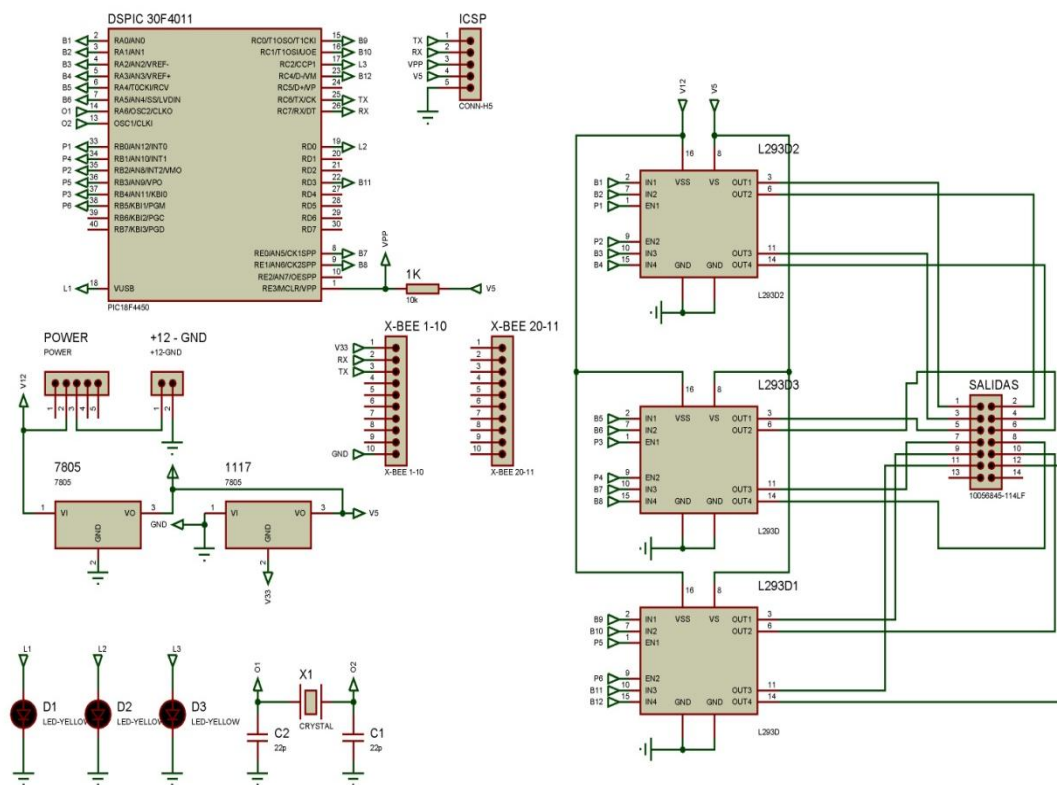 DSPIC 30F4011
B1 2 RA0/AN0 RC0/T1OSO/T1CKI 15 B9
B2 3 RA1/AN1 RC1/T1OSI/UOE 16 B10
B3 4 RA2/AN2/VREF- RC2/CCP1 17 L3
B4 5 RA3/AN3/VREF+ RC4/D-/VM 23 B12
B5 6 RA4/T0CKI/RCV RC5/D+/VP 24
B6 7 RA5/AN4/SS/LVDIN RC6/TX/CK 25 TX
O1 14 RA6/OSC2/CLKO RC7/RX/DT 26 RX
O2 13 OSC1/CLKI
P1 33 RB0/AN12/INT0 RD0 19 L2
P4 34 RB1/AN10/INT1 RD1 20
P2 35 RB2/AN8/INT2/VMO RD2 21
P5 36 RB3/AN9/VPO RD3 22 B11
P3 37 RB4/AN11/KBI0 RD4 27
P6 38 RB5/KBI1/PGM RD5 28
39 RB6/KBI2/PGC RD6 29
40 RB7/KBI3/PGD RD7 30
RE0/AN5/CK1SPP 8 B7
RE1/AN6/CK2SPP 9 B8
RE2/AN7/OESPP 10
L1 18 VUSB RE3/MCLR/VPP 1
PIC18F4450
VPP
1K
10k
V5
ICSP
TX 1
RX 2
VPP 3
V5 4
5
CONN-H5
POWER
POWER
V12
1 2 3 4 5
+12 - GND
+12-GND
1 2
X-BEE 1-10
V33 1
RX 2
TX 3
4
5
6
7
8
9
GND 10
X-BEE 1-10
X-BEE 20-11
1
2
3
4
5
6
7
8
9
10
X-BEE 20-11
7805
7805
1 VI VO 3
GND
2
1117
7805
GND
1 VI VO 3 V5
GND
2
V33
L1
D1
LED-YELLOW
L2
D2
LED-YELLOW
L3
D3
LED-YELLOW
O1
C2
22p
X1
CRYSTAL
O2
C1
22p
V12 V5
L293D2
16 8
B1 2 IN1 VSS VS OUT1 3
B2 7 IN2 OUT2 6
P1 1 EN1
P2 9 EN2
B3 10 IN3 OUT3 11
B4 15 IN4 GND GND OUT4 14
L293D2
L293D3
16 8
B5 2 IN1 VSS VS OUT1 3
B6 7 IN2 OUT2 6
P3 1 EN1
P4 9 EN2
B7 10 IN3 OUT3 11
B8 15 IN4 GND GND OUT4 14
L293D
L293D1
16 8
B9 2 IN1 VSS VS OUT1 3
B10 7 IN2 OUT2 6
P5 1 EN1
P6 9 EN2
B11 10 IN3 OUT3 11
B12 15 IN4 GND GND OUT4 14
L293D
SALIDAS
1 2
3 4
5 6
7 8
9 10
11 12
13 14
10056845-114LF